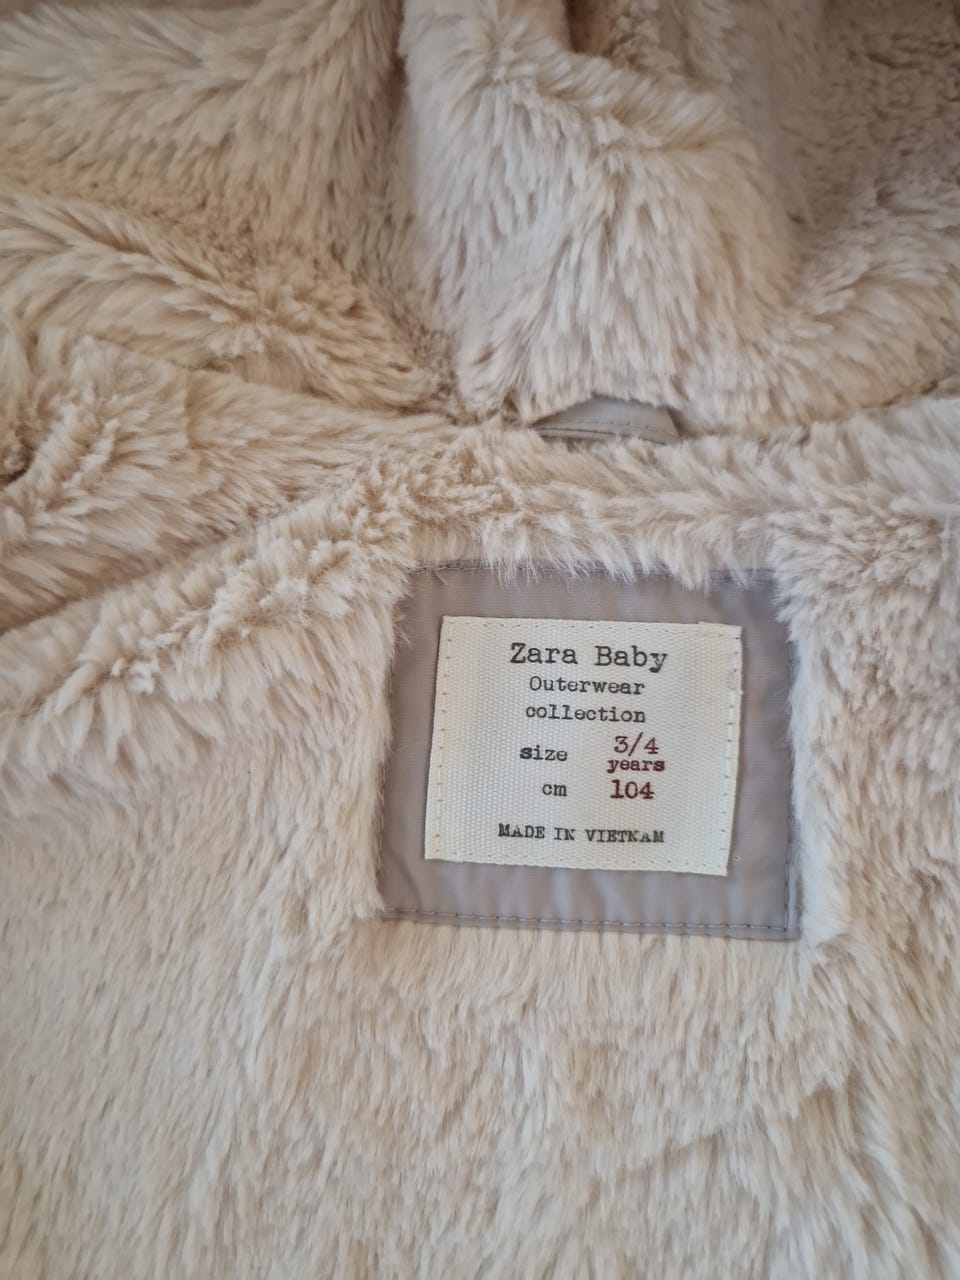 Zara Baby
Outerwear
collection
size 3/4
years
cm 104
MADE IN VIETNAM